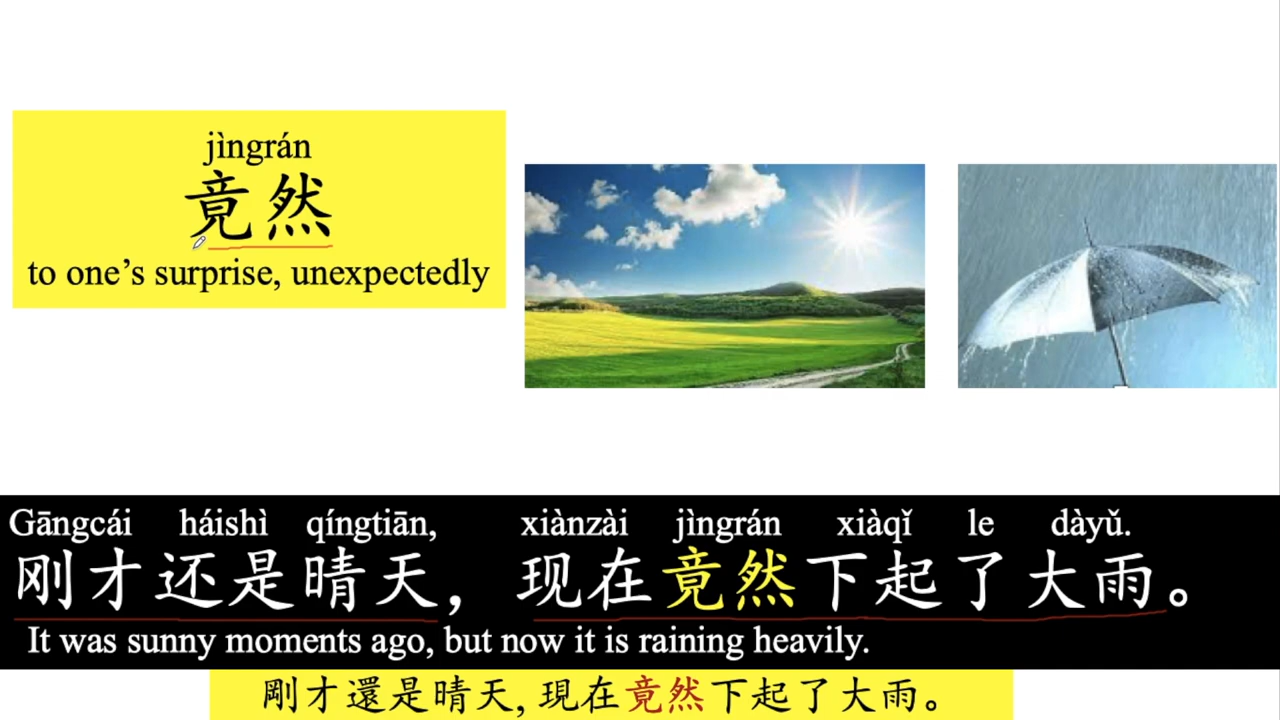 jìngrán
竟然
to one’s surprise, unexpectedly
Gāngcái háishì qíngtiān, xiànzài jìngrán xiàqǐ le dàyǔ.
刚才还是晴天，现在竟然下起了大雨。
It was sunny moments ago, but now it is raining heavily.
剛才還是晴天, 現在竟然下起了大雨。